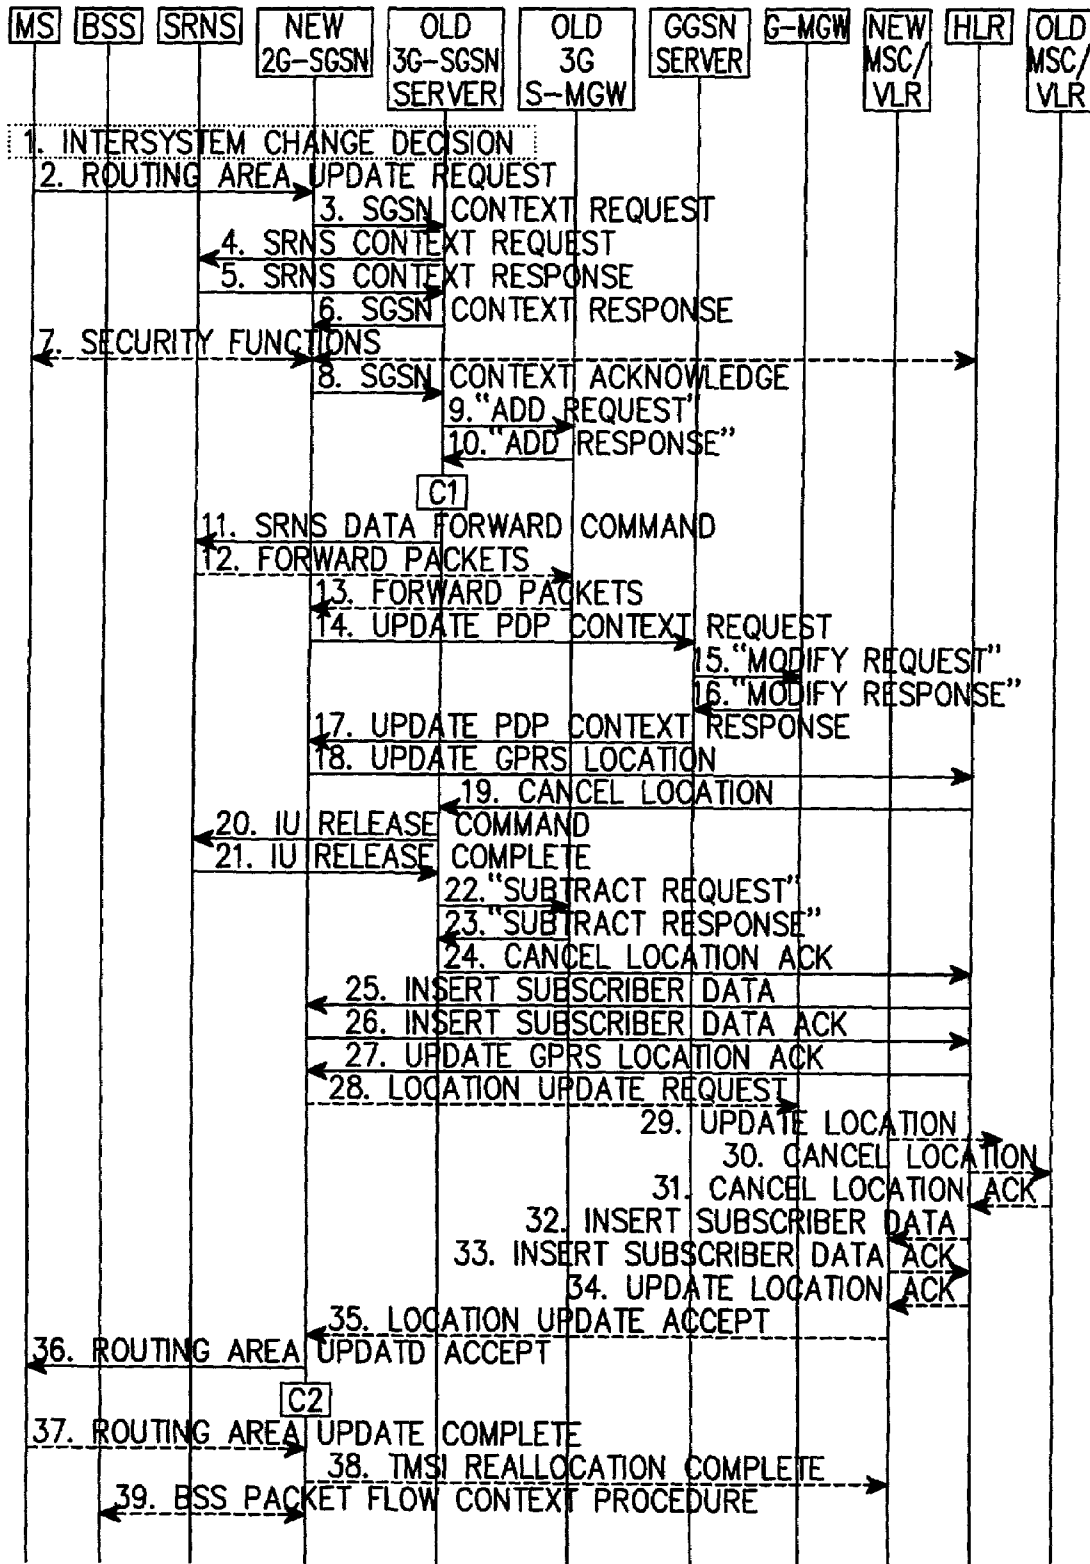 MS
BSS
SRNS
NEW
2G-SGSN
OLD
3G-SGSN
SERVER
OLD
3G
S-MGW
GGSN
SERVER
G-MGW
NEW
MSC/
VLR
HLR
OLD
MSC/
VLR
1. INTERSYSTEM CHANGE DECISION
2. ROUTING AREA UPDATE REQUEST
3. SGSN CONTEXT REQUEST
4. SRNS CONTEXT REQUEST
5. SRNS CONTEXT RESPONSE
6. SGSN CONTEXT RESPONSE
7. SECURITY FUNCTIONS
8. SGSN CONTEXT ACKNOWLEDGE
9."ADD REQUEST"
10."ADD RESPONSE"
C1
11. SRNS DATA FORWARD COMMAND
12. FORWARD PACKETS
13. FORWARD PACKETS
14. UPDATE PDP CONTEXT REQUEST
15."MODIFY REQUEST"
16."MODIFY RESPONSE"
17. UPDATE PDP CONTEXT RESPONSE
18. UPDATE GPRS LOCATION
19. CANCEL LOCATION
20. IU RELEASE COMMAND
21. IU RELEASE COMPLETE
22."SUBTRACT REQUEST"
23."SUBTRACT RESPONSE"
24. CANCEL LOCATION ACK
25. INSERT SUBSCRIBER DATA
26. INSERT SUBSCRIBER DATA ACK
27. UPDATE GPRS LOCATION ACK
28. LOCATION UPDATE REQUEST
29. UPDATE LOCATION
30. CANCEL LOCATION
31. CANCEL LOCATION ACK
32. INSERT SUBSCRIBER DATA
33. INSERT SUBSCRIBER DATA ACK
34. UPDATE LOCATION ACK
35. LOCATION UPDATE ACCEPT
36. ROUTING AREA UPDATD ACCEPT
C2
37. ROUTING AREA UPDATE COMPLETE
38. TMSI REALLOCATION COMPLETE
39. BSS PACKET FLOW CONTEXT PROCEDURE